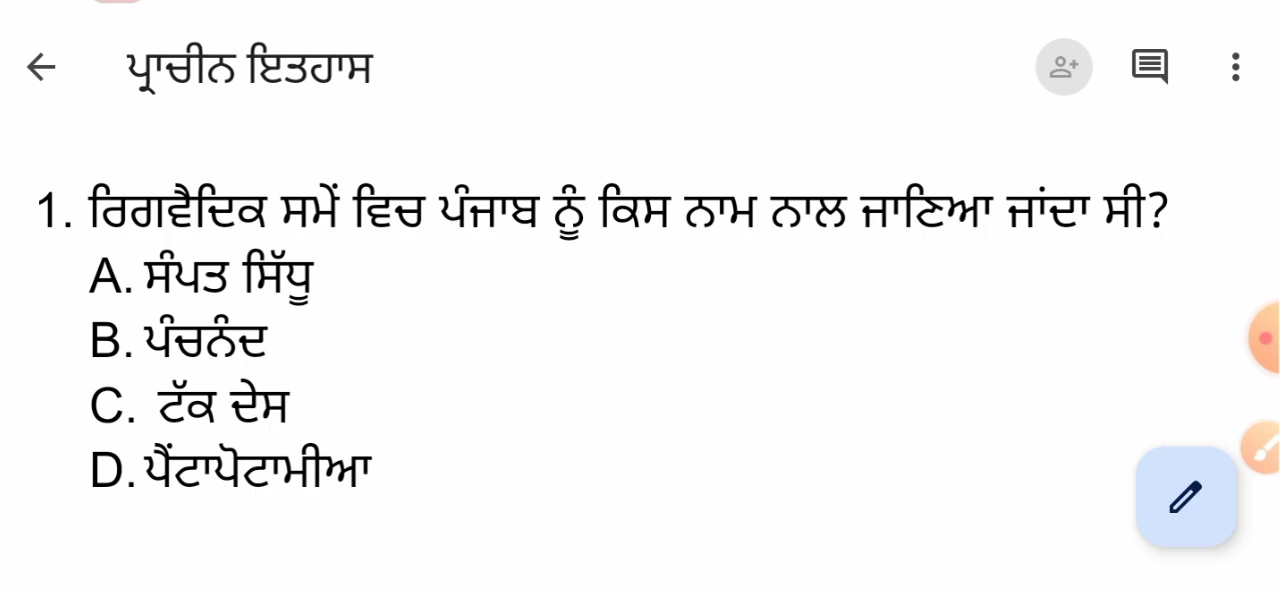 ਪ੍ਰਾਚੀਨ ਇਤਹਾਸ
1. ਰਿਗਵੈਦਿਕ ਸਮੇਂ ਵਿਚ ਪੰਜਾਬ ਨੂੰ ਕਿਸ ਨਾਮ ਨਾਲ ਜਾਣਿਆ ਜਾਂਦਾ ਸੀ?
A. ਸੰਪਤ ਸਿੱਧੂ
B. ਪੰਚਨੰਦ
C. ਟੱਕ ਦੇਸ
D. ਪੈਂਟਾਪੋਟਾਮੀਆ